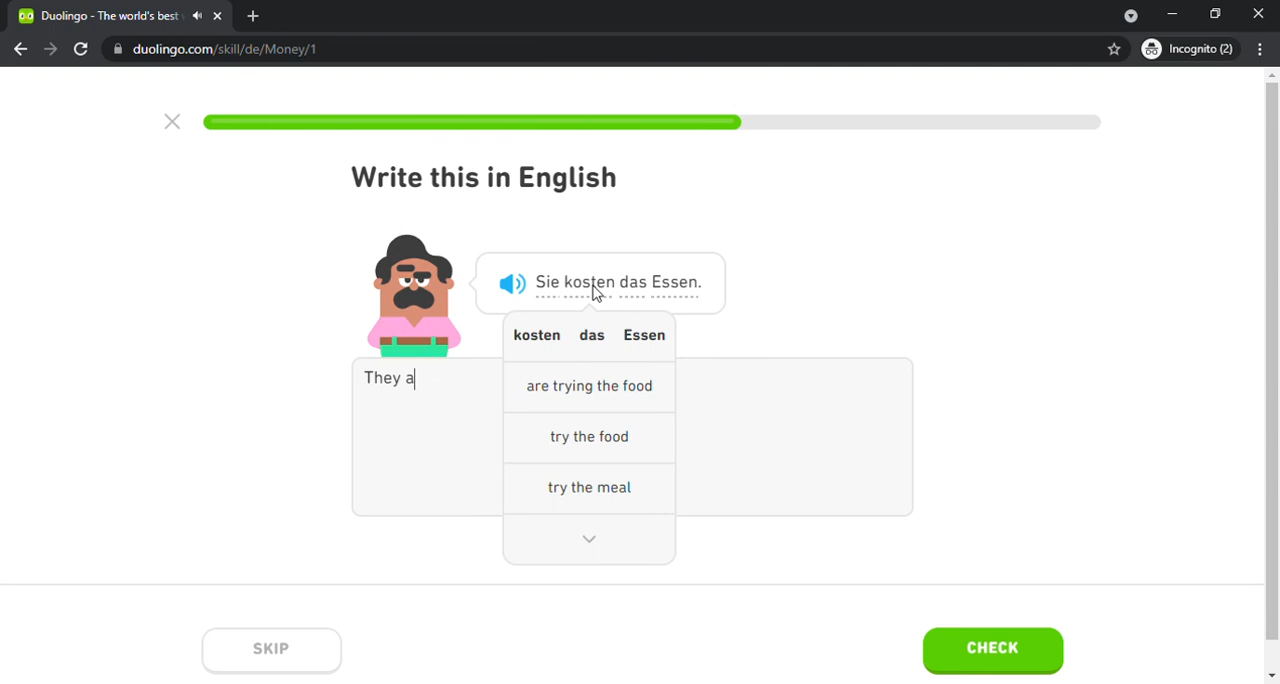 Duolingo - The world's best
duolingo.com/skill/de/Money/1
Incognito (2)
Write this in English
Sie kosten das Essen.
kosten das Essen
are trying the food
try the food
try the meal
They a
SKIP
CHECK